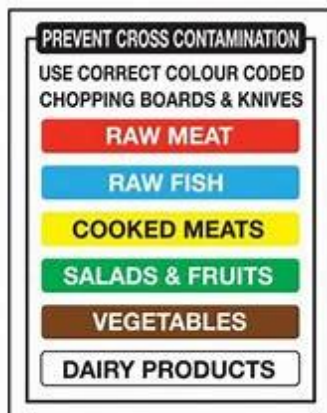 PREVENT CROSS CONTAMINATION
USE CORRECT COLOUR CODED
CHOPPING BOARDS & KNIVES
RAW MEAT
RAW FISH
COOKED MEATS
SALADS & FRUITS
VEGETABLES
DAIRY PRODUCTS